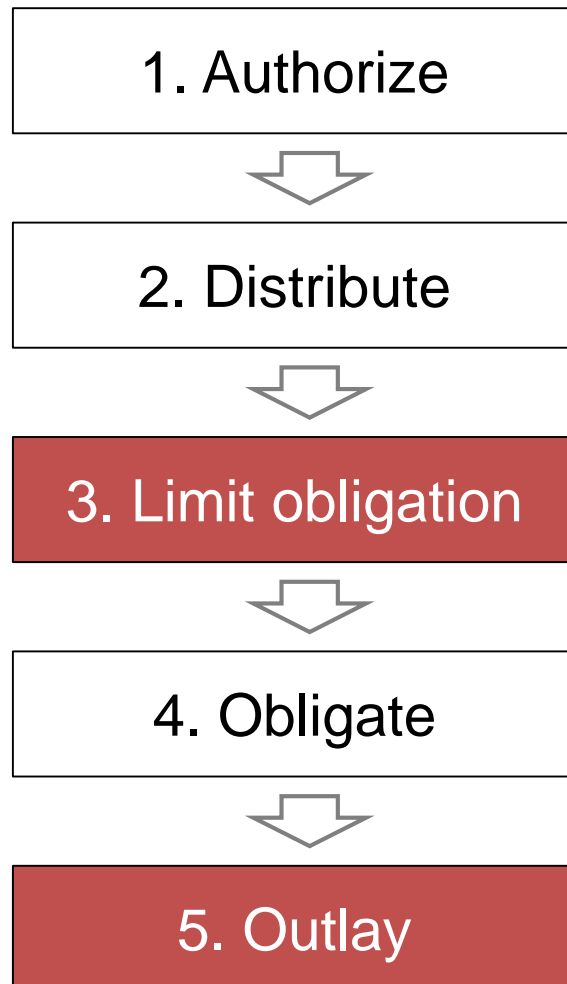 1. Authorize
2. Distribute
3. Limit obligation
4. Obligate
5. Outlay